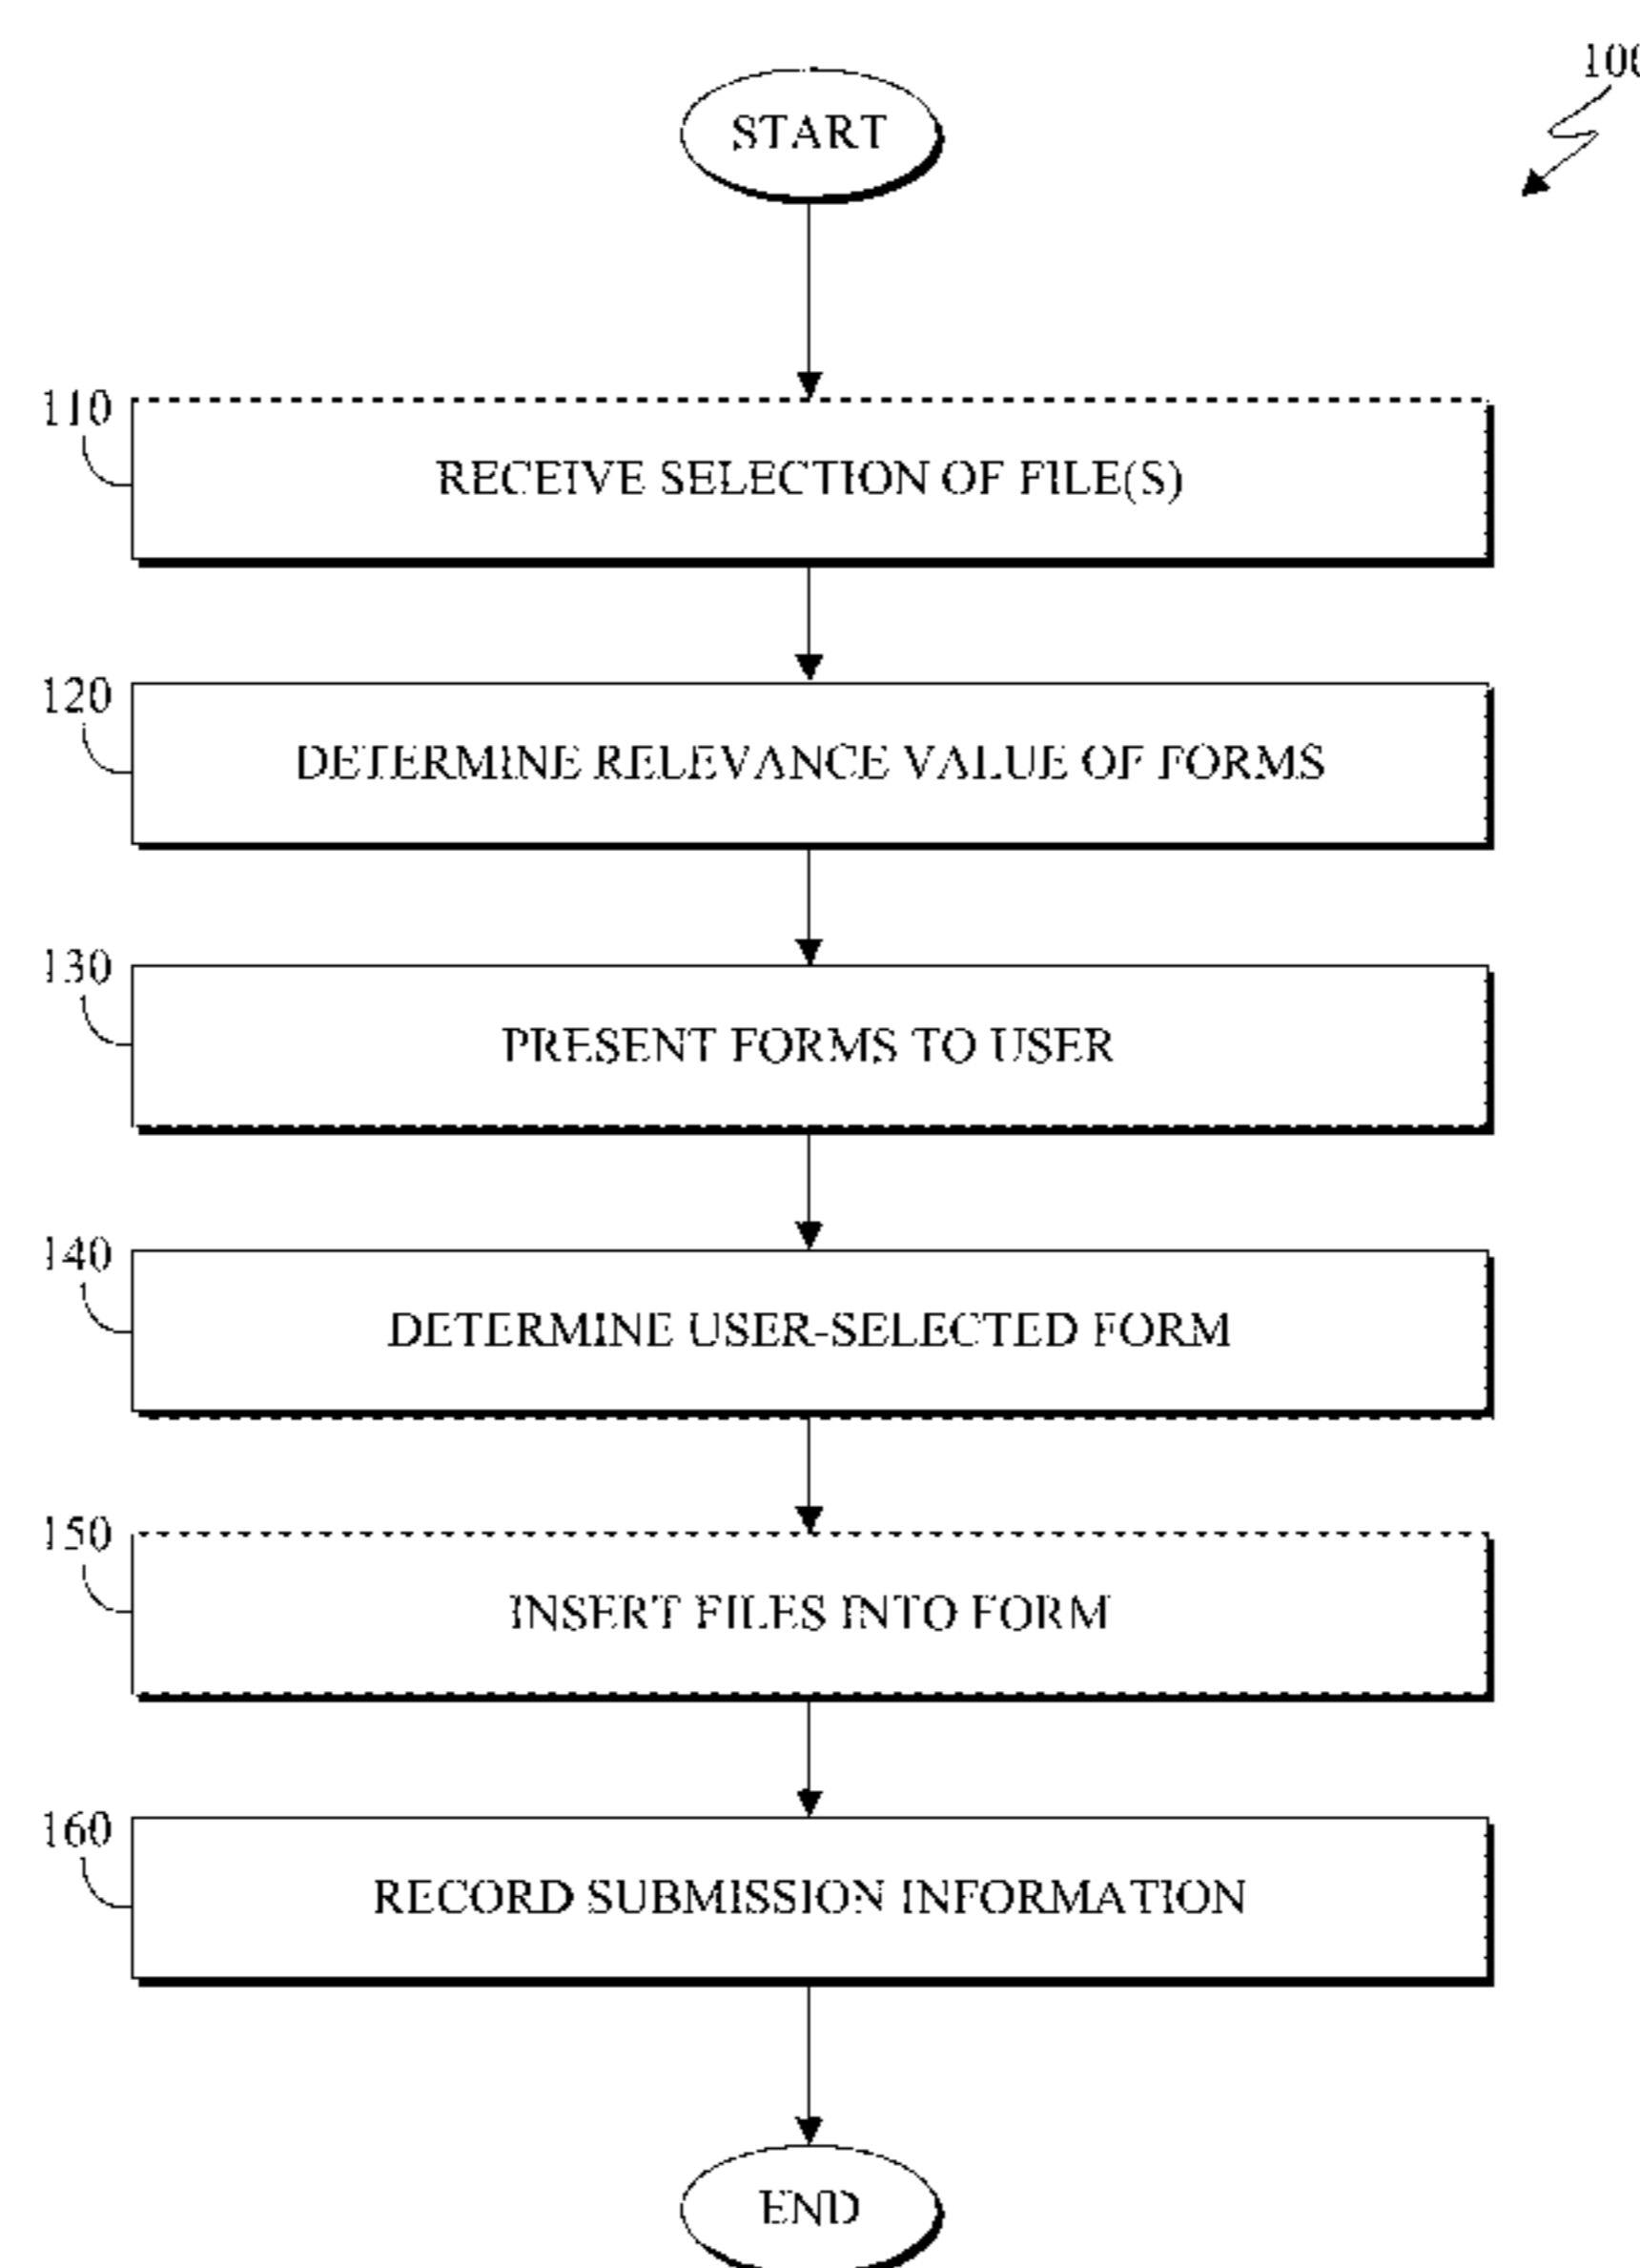 100
START
110
RECEIVE SELECTION OF FILE(S)
120
DETERMINE RELEVANCE VALUE OF FORMS
130
PRESENT FORMS TO USER
140
DETERMINE USER-SELECTED FORM
150
INSERT FILES INTO FORM
160
RECORD SUBMISSION INFORMATION
END